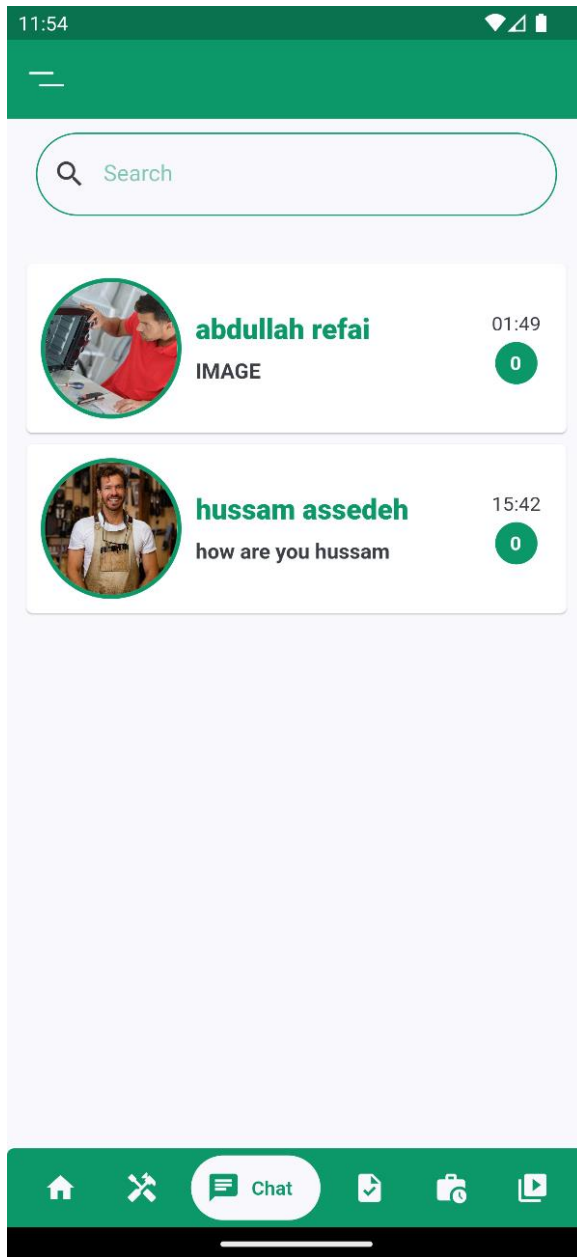 11:54
Search
abdullah refai
01:49
IMAGE
0
hussam assedeh
15:42
how are you hussam
0
Chat